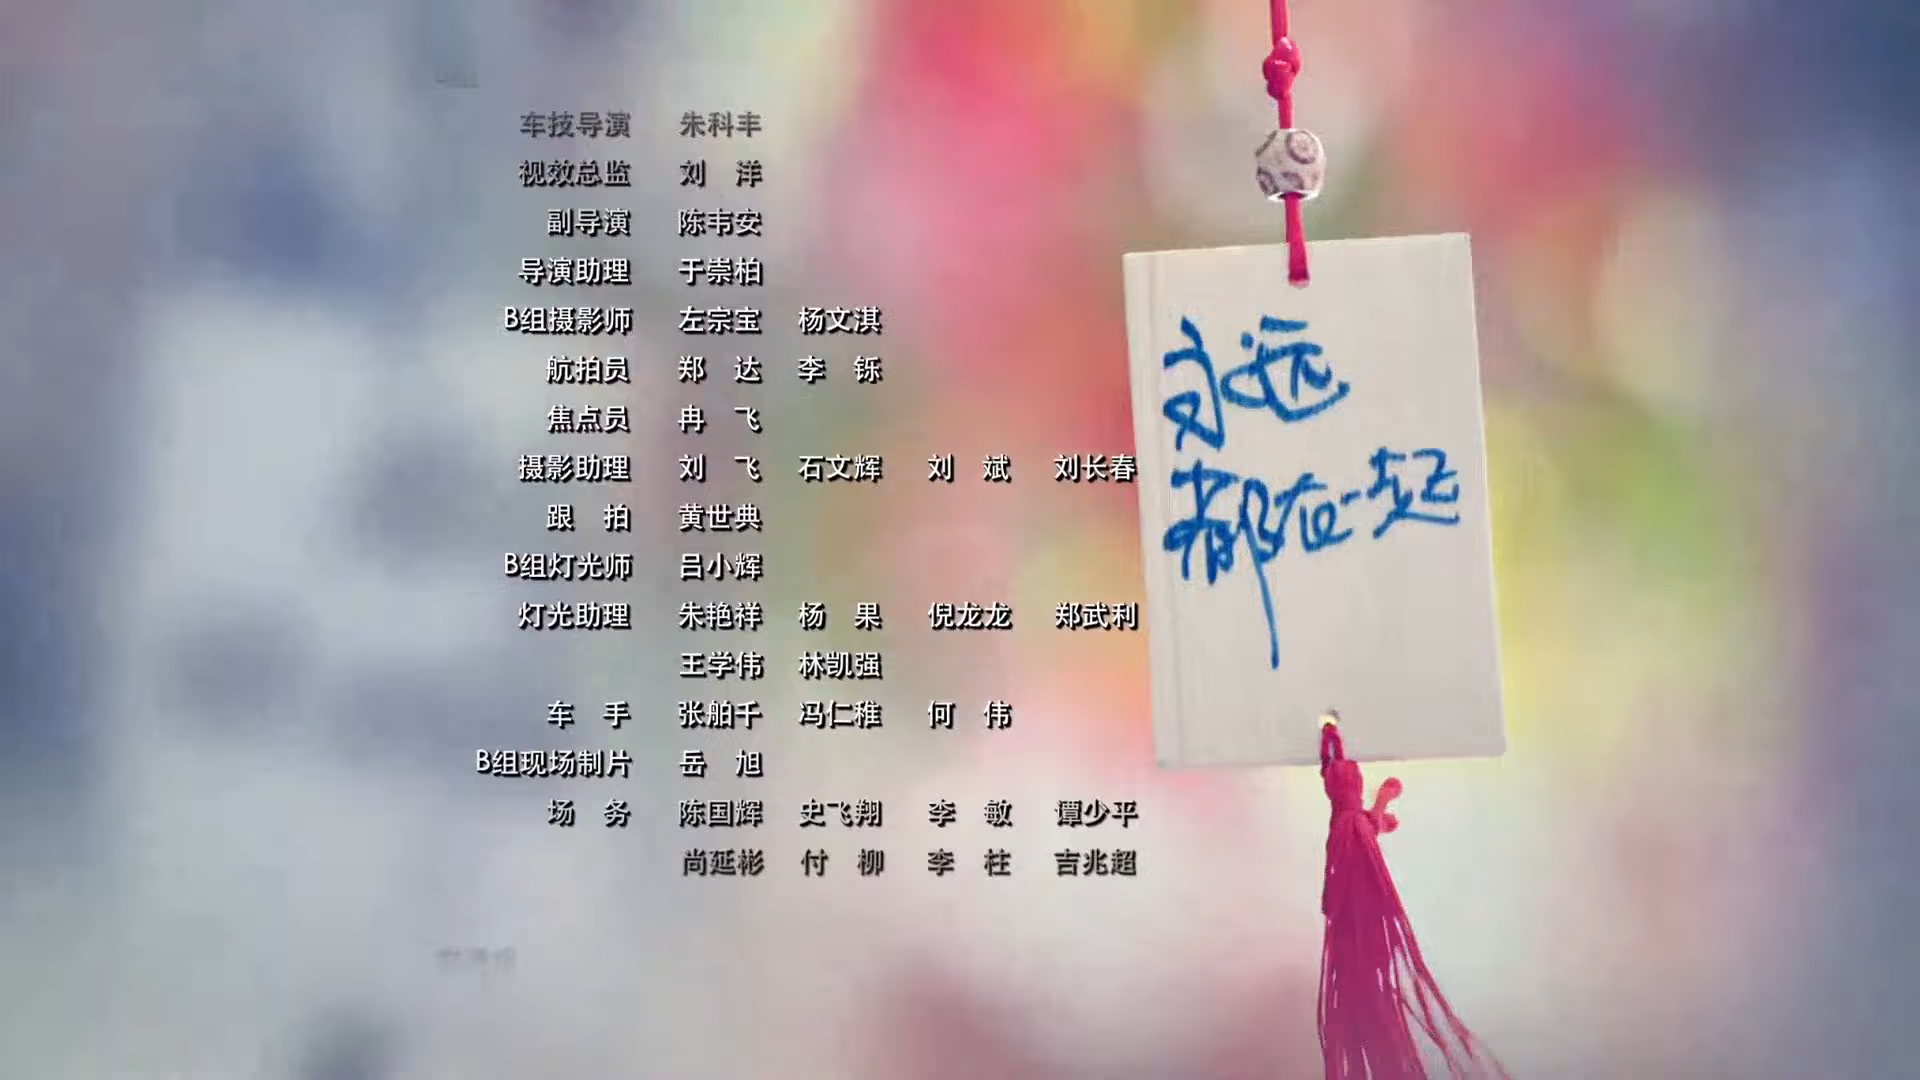 车技导演 朱科丰
视效总监 刘 洋
副导演 陈韦安
导演助理 于崇柏
B组摄影师 左宗宝 杨文淇
航拍员 郑 达 李 铄
焦点员 冉 飞
摄影助理 刘 飞 石文辉 刘 斌 刘长春
跟 拍 黄世典
B组灯光师 吕小辉
灯光助理 朱艳祥 杨 果 倪龙龙 郑武利
王学伟 林凯强
车 手 张舶千 冯仁稚 何 伟
B组现场制片 岳 旭
场 务 陈国辉 史飞翔 李 敏 谭少平
尚延彬 付 柳 李 柱 吉兆超
永远
都在一起